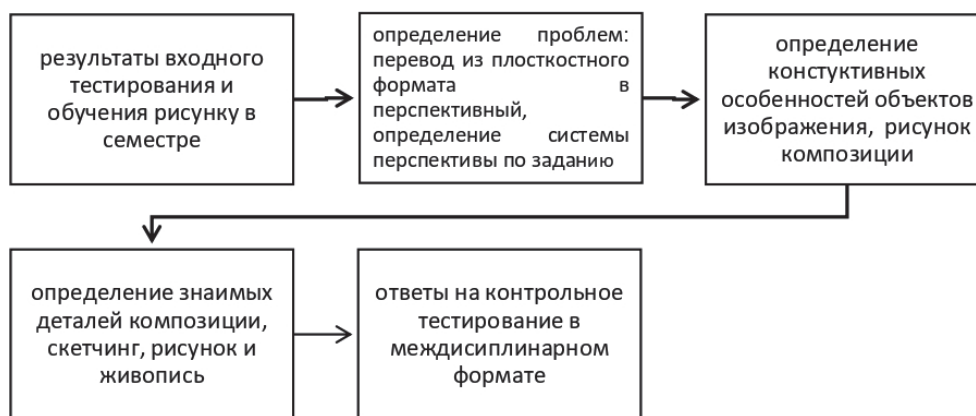 результаты входного
тестирования и
обучения рисунку в
семестре
определение проблем:
перевод из плосткостного
формата в
перспективный,
определение системы
перспективы по заданию
определение
констуктивных
особенностей объектов
изображения, рисунок
композиции
определение знаимых
деталей композиции,
скетчинг, рисунок и
живопись
ответы на контрольное
тестирование в
междисиплинарном
формате